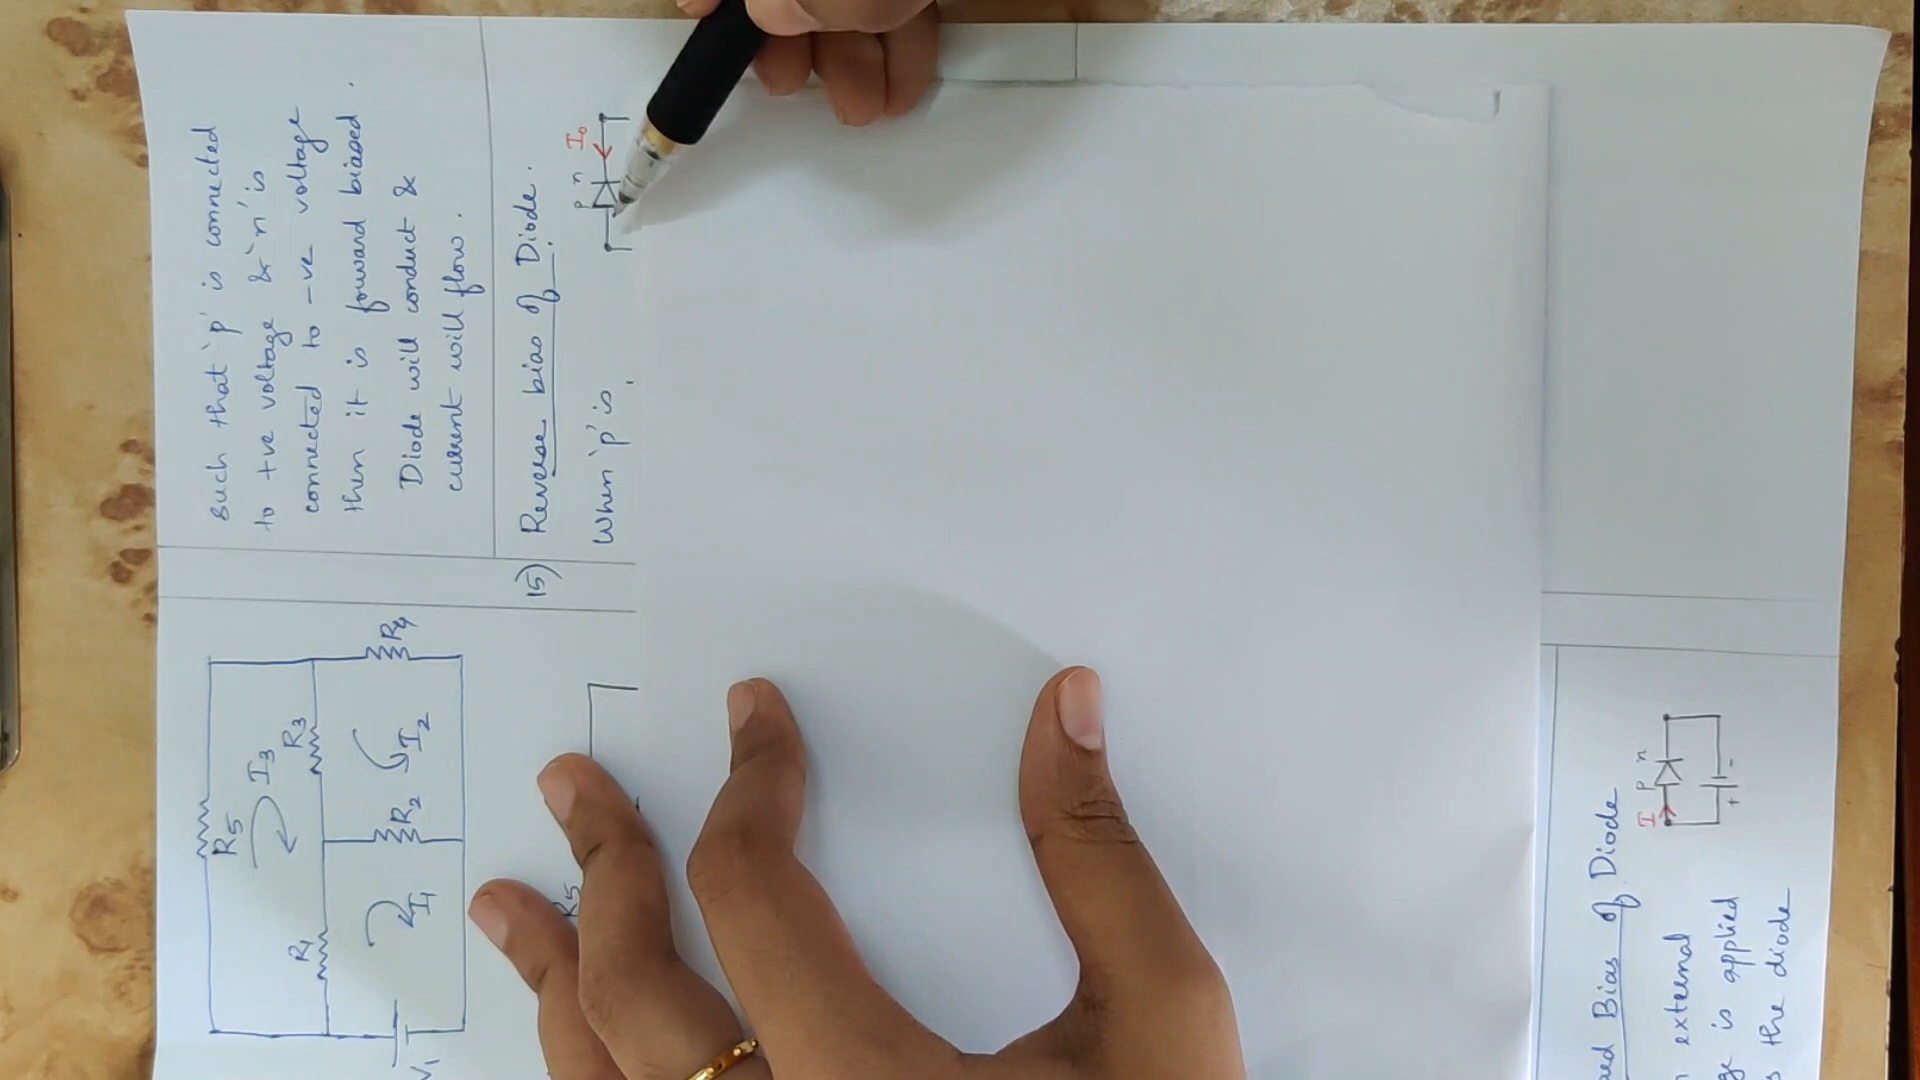 such that 'p' is connected
to +ve voltage & 'n' is
connected to -ve voltage
then it is forward biased.
Diode will conduct &
current will flow.
15) Reverse bias of Diode.
When 'p' is
p n I₀
R5
I3
R1 R3
R2 R4
I1 I2
V1
R5
Bias of Diode
external
is applied
the diode
I p n
+ -